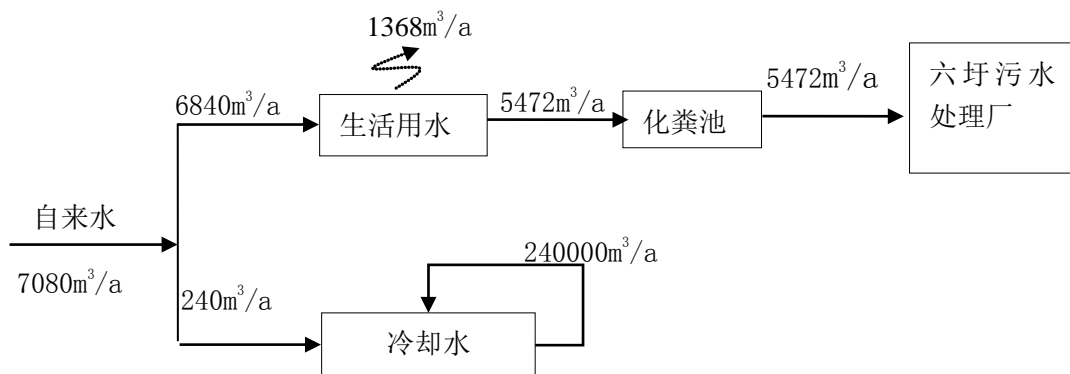 1368m³/a
6840m³/a
生活用水
5472m³/a
化粪池
5472m³/a
六圩污水
处理厂
自来水
7080m³/a
240m³/a
240000m³/a
冷却水